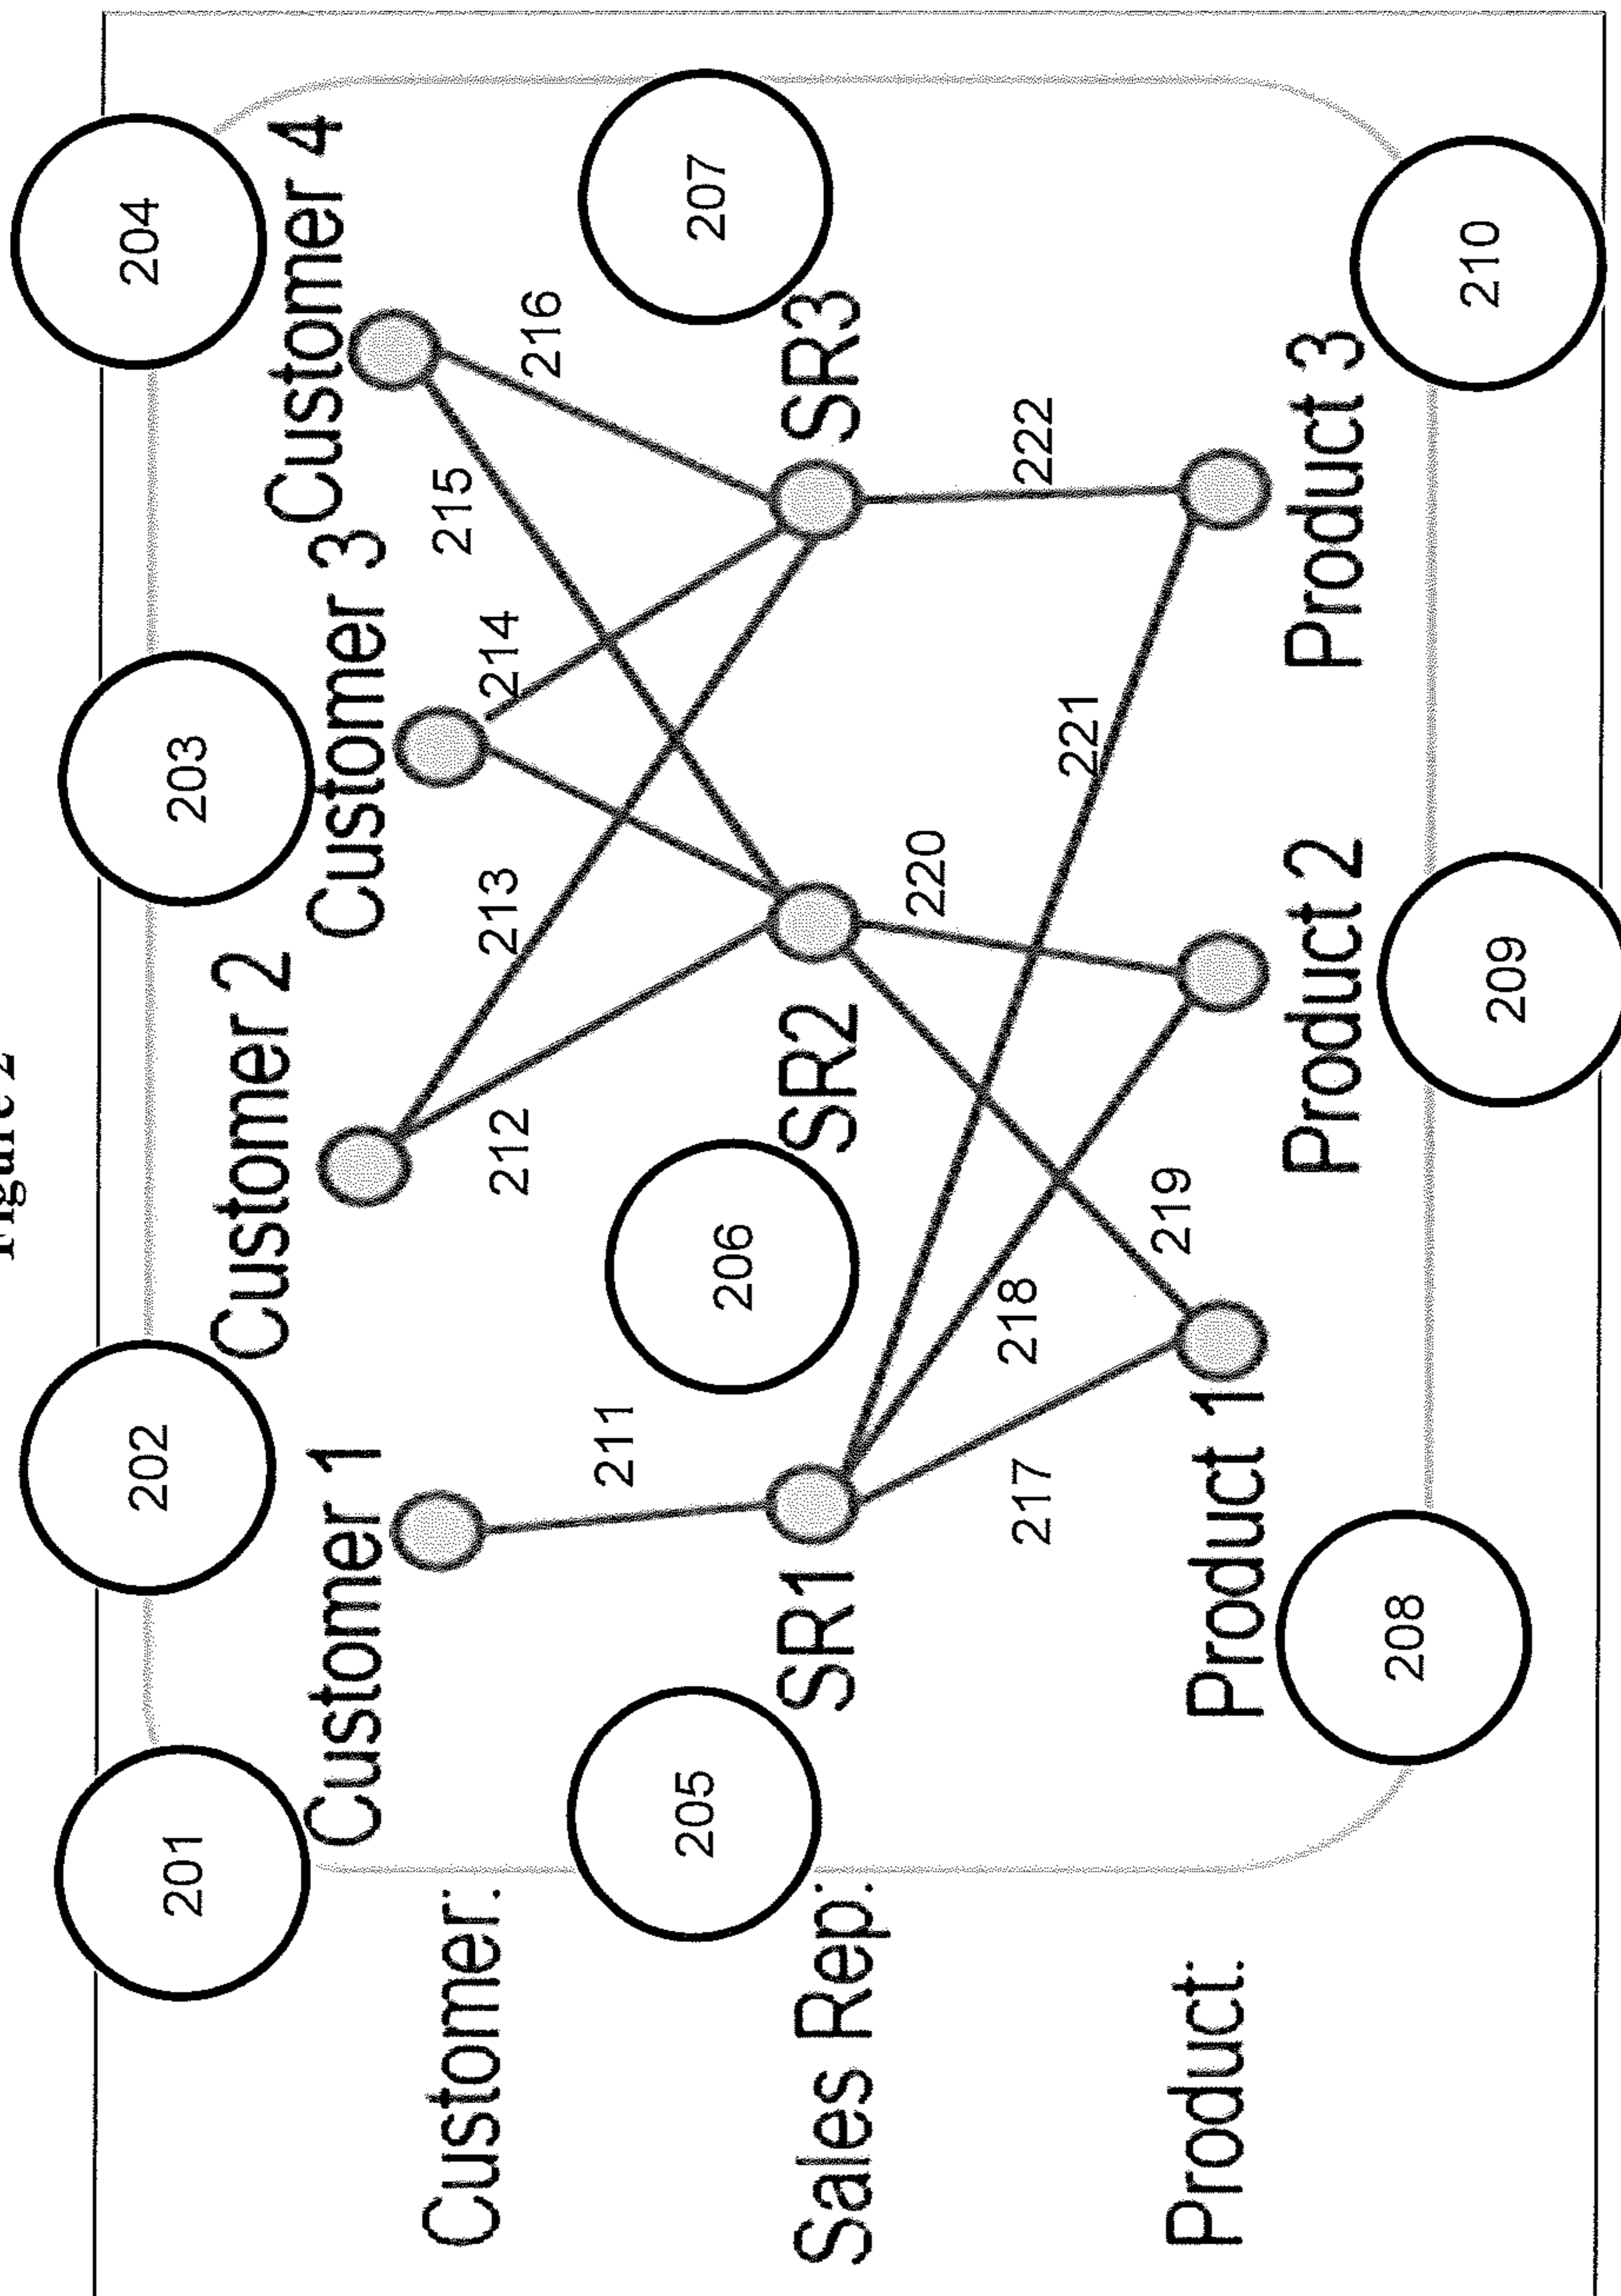 Figure 2
201
202
203
204
Customer 1
Customer 2
Customer 3
Customer 4
Customer:
211
212
213
214
215
216
205
206
207
Sales Rep:
SR1
SR2
SR3
217
218
219
220
221
222
Product:
Product 1
Product 2
Product 3
208
209
210